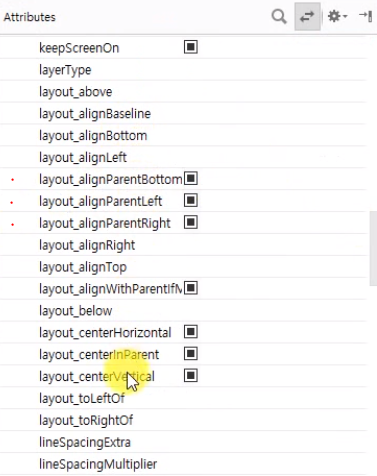 Attributes
keepScreenOn
layerType
layout_above
layout_alignBaseline
layout_alignBottom
layout_alignLeft
layout_alignParentBottom
layout_alignParentLeft
layout_alignParentRight
layout_alignRight
layout_alignTop
layout_alignWithParentIfM
layout_below
layout_centerHorizontal
layout_centerInParent
layout_centerVertical
layout_toLeftOf
layout_toRightOf
lineSpacingExtra
lineSpacingMultiplier